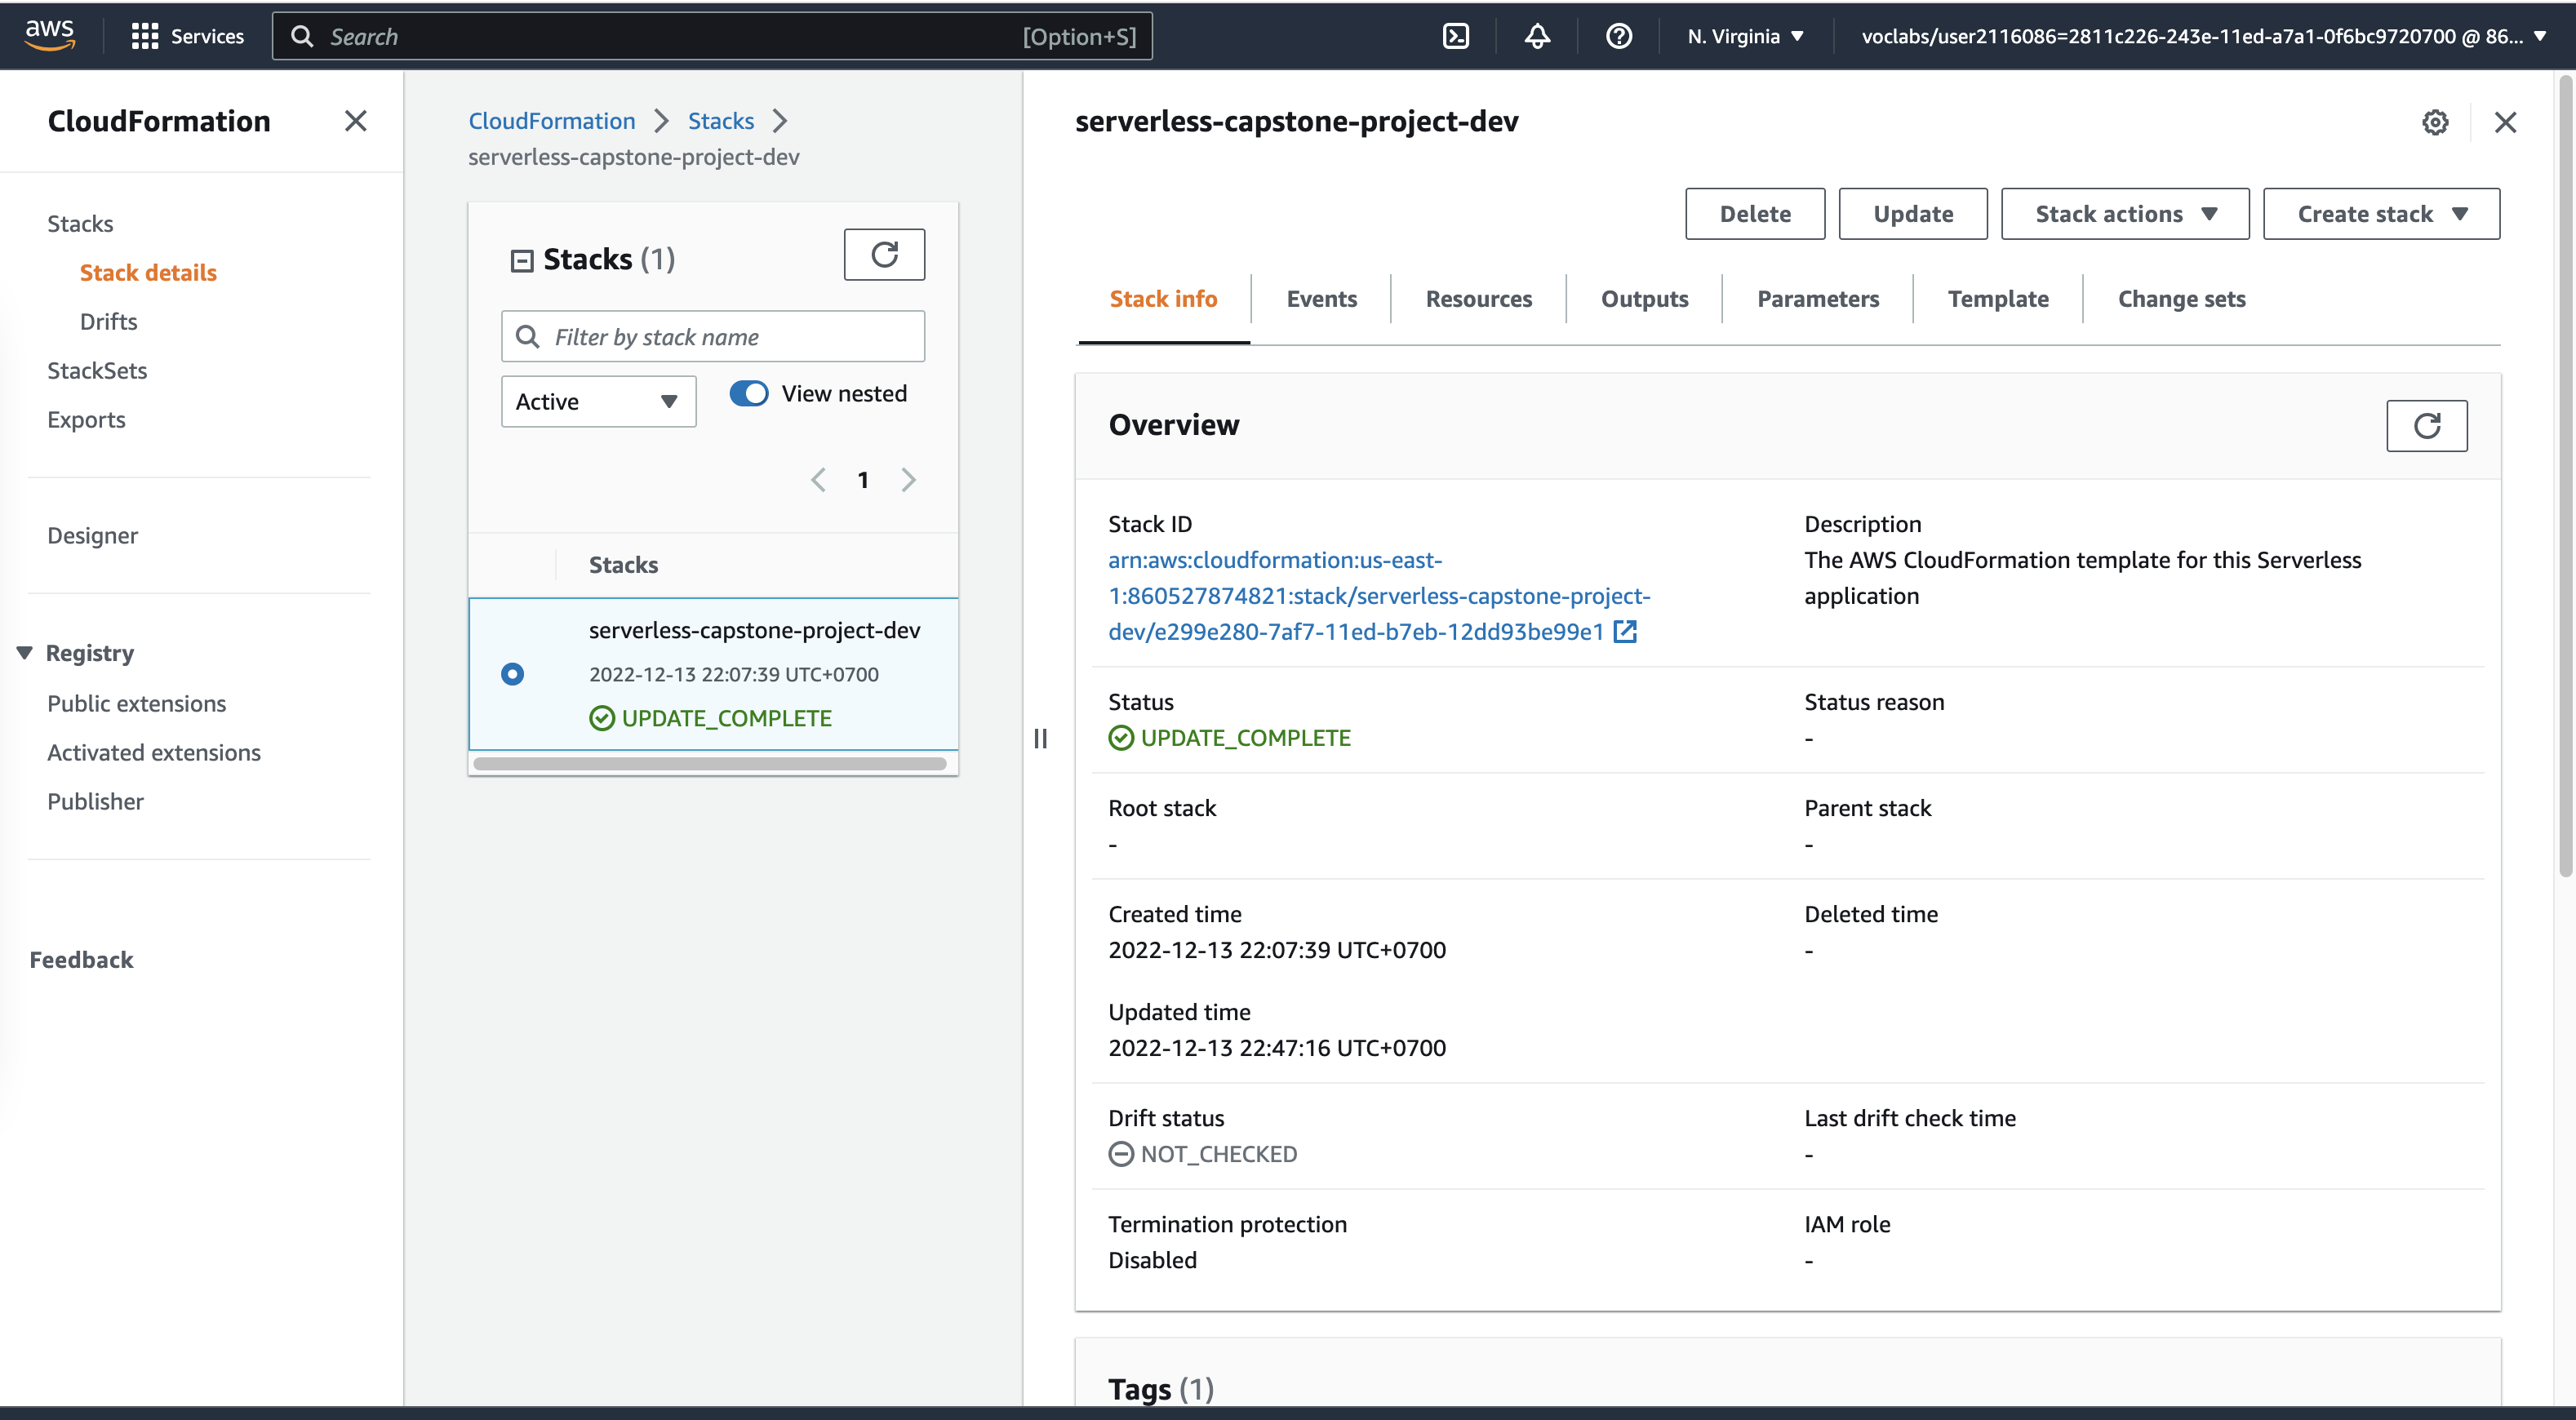 aws
Services
Search
[Option+S]
N. Virginia
voclabs/user2116086=2811c226-243e-11ed-a7a1-0f6bc9720700 @ 86...
CloudFormation
Stacks
Stack details
Drifts
StackSets
Exports
Designer
Registry
Public extensions
Activated extensions
Publisher
Feedback
CloudFormation
Stacks
serverless-capstone-project-dev
Stacks (1)
Filter by stack name
Active
View nested
1
Stacks
serverless-capstone-project-dev
2022-12-13 22:07:39 UTC+0700
UPDATE_COMPLETE
serverless-capstone-project-dev
Delete
Update
Stack actions
Create stack
Stack info
Events
Resources
Outputs
Parameters
Template
Change sets
Overview
Stack ID
arn:aws:cloudformation:us-east-
1:860527874821:stack/serverless-capstone-project-
dev/e299e280-7af7-11ed-b7eb-12dd93be99e1
Description
The AWS CloudFormation template for this Serverless
application
Status
UPDATE_COMPLETE
Status reason
-
Root stack
-
Parent stack
-
Created time
2022-12-13 22:07:39 UTC+0700
Deleted time
-
Updated time
2022-12-13 22:47:16 UTC+0700
Drift status
NOT_CHECKED
Last drift check time
-
Termination protection
Disabled
IAM role
-
Tags (1)